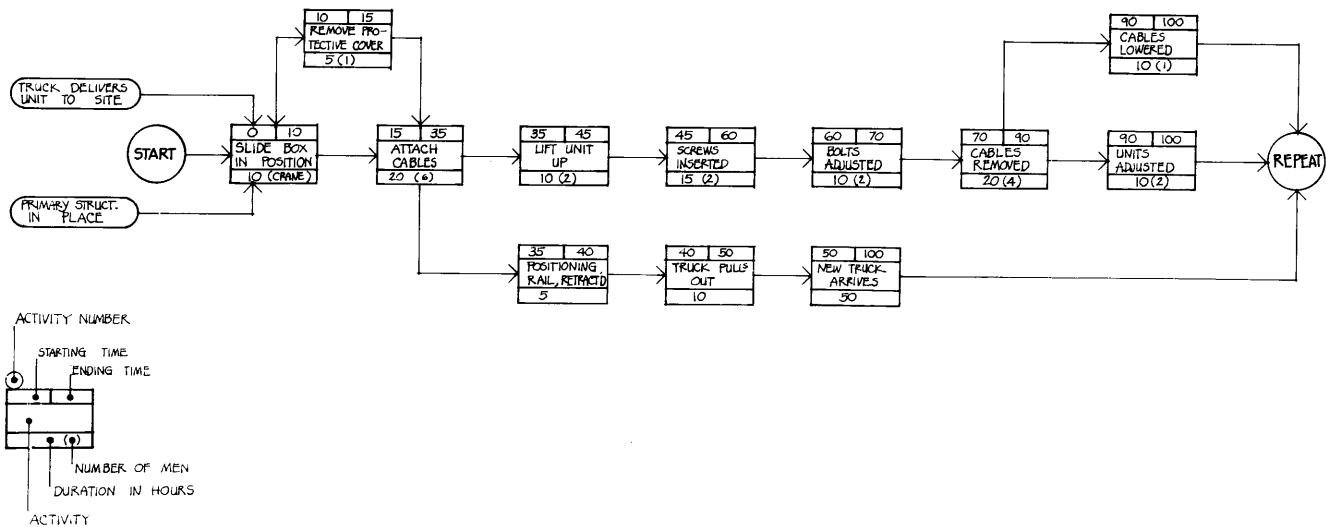 10 15
REMOVE PRO-
TECTIVE COVER
5 (1)
90 100
CABLES
LOWERED
10 (1)
TRUCK DELIVERS
UNIT TO SITE
START
0 10
SLIDE BOX
IN POSITION
10 (CRANE)
PRIMARY STRUCT.
IN PLACE
15 35
ATTACH
CABLES
20 (6)
35 45
LIFT UNIT
UP
10 (2)
45 60
SCREWS
INSERTED
15 (2)
60 70
BOLTS
ADJUSTED
10 (2)
70 90
CABLES
REMOVED
20 (4)
90 100
UNITS
ADJUSTED
10 (2)
REPEAT
35 40
POSITIONING
RAIL, RETRACT'D
5
40 50
TRUCK PULLS
OUT
10
50 100
NEW TRUCK
ARRIVES
50
ACTIVITY NUMBER
STARTING TIME
ENDING TIME
( )
NUMBER OF MEN
DURATION IN HOURS
ACTIVITY